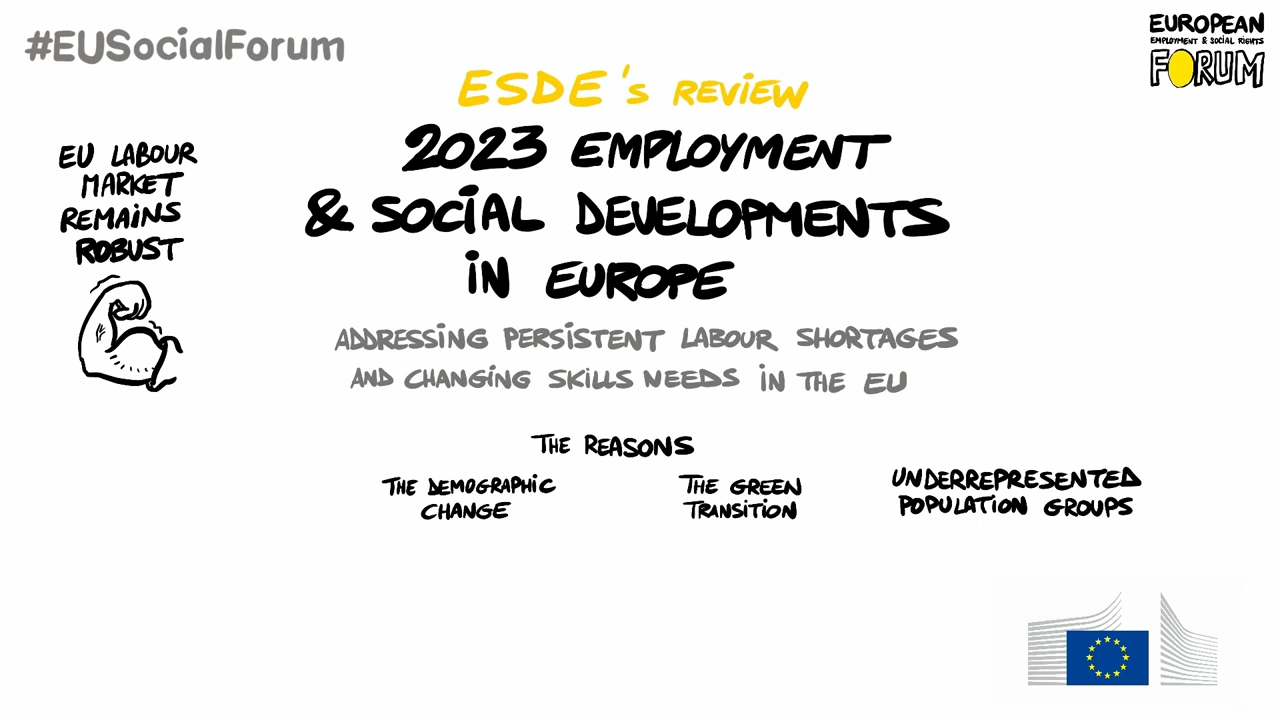 #EUSocialForum
EUROPEAN
EMPLOYMENT & SOCIAL RIGHTS
FORUM
ESDE's REVIEW
2023 EMPLOYMENT
& SOCIAL DEVELOPMENTS
IN EUROPE
EU LABOUR
MARKET
REMAINS
ROBUST
ADDRESSING PERSISTENT LABOUR SHORTAGES
AND CHANGING SKILLS NEEDS IN THE EU
THE REASONS
THE DEMOGRAPHIC
CHANGE
THE GREEN
TRANSITION
UNDERREPRESENTED
POPULATION GROUPS